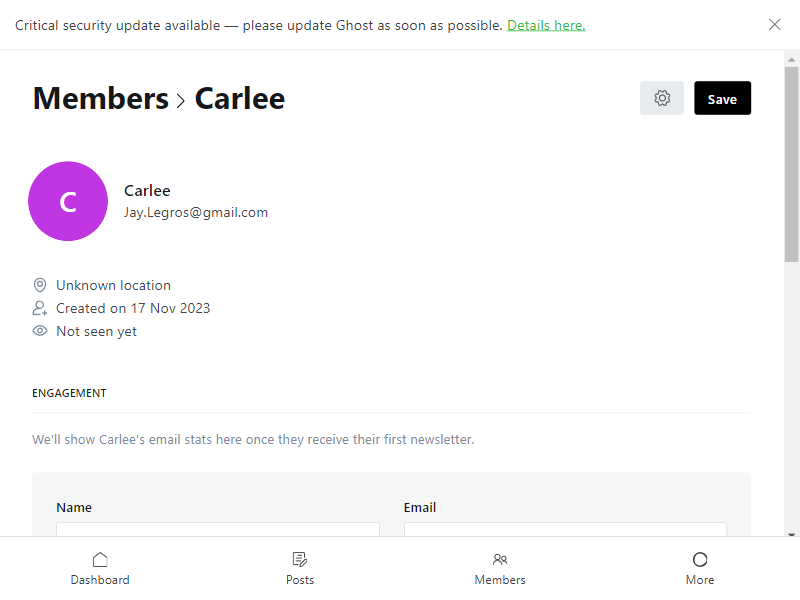 Critical security update available — please update Ghost as soon as possible. Details here.
Members > Carlee
Save
C
Carlee
Jay.Legros@gmail.com
Unknown location
Created on 17 Nov 2023
Not seen yet
ENGAGEMENT
We'll show Carlee's email stats here once they receive their first newsletter.
Name
Email
Dashboard
Posts
Members
More